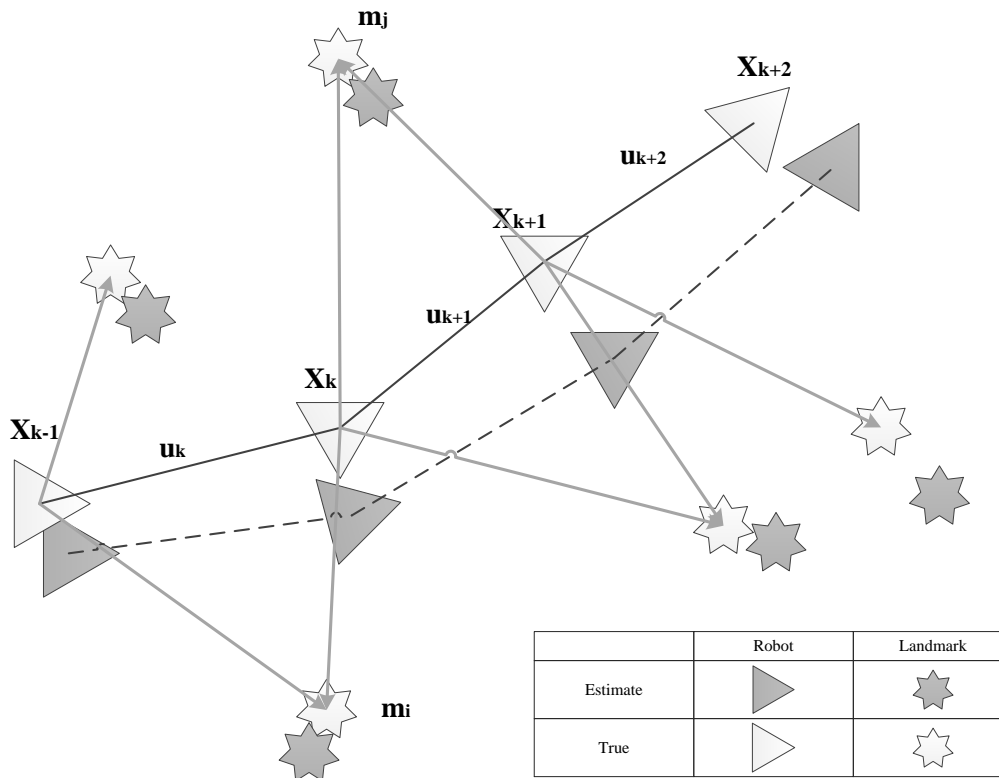 mj
Xk+2
uk+2
Xk+1
uk+1
Xk
Xk-1
uk
mi
Robot Landmark
Estimate
True